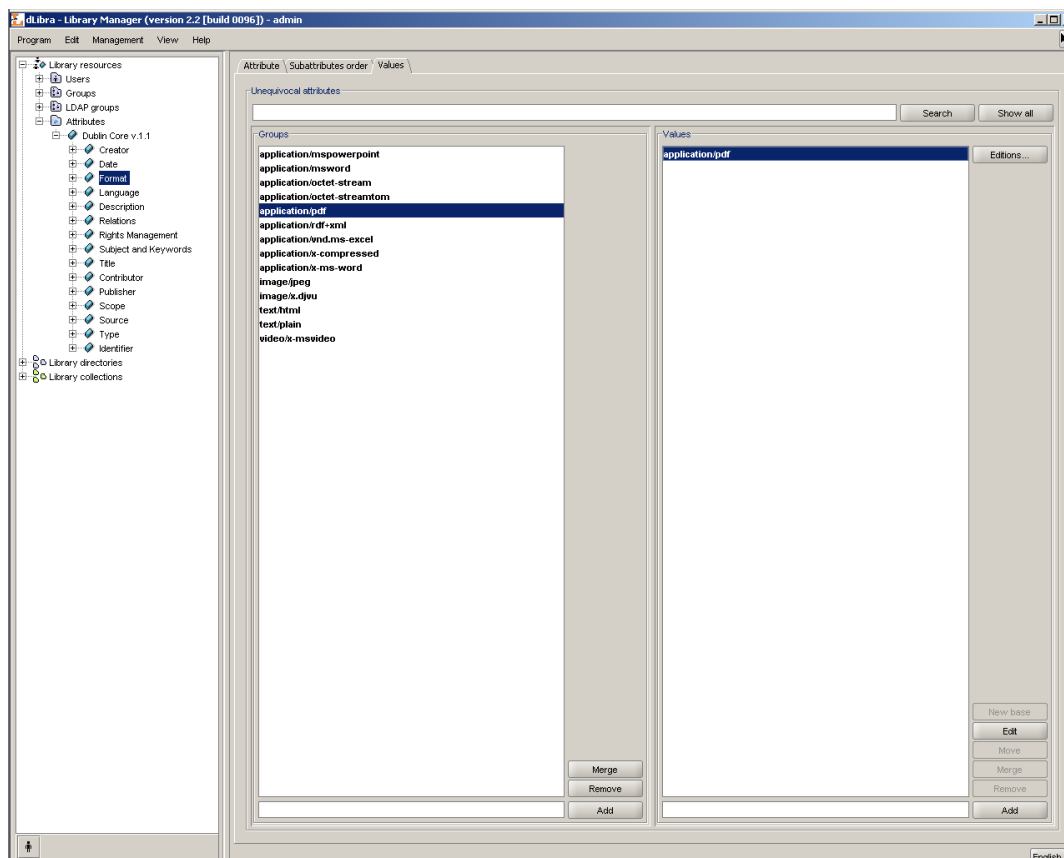 dLibra - Library Manager (version 2.2 [build 0096]) - admin
Program Edit Management View Help
Library resources
Users
Groups
LDAP groups
Attributes
Dublin Core v.1.1
Creator
Date
Format
Language
Description
Relations
Rights Management
Subject and Keywords
Title
Contributor
Publisher
Scope
Source
Type
Identifier
Library directories
Library collections
Attribute Subattributes order Values
Unequivocal attributes
Search Show all
Groups
application/mspowerpoint
application/msword
application/octet-stream
application/octet-streamtom
application/pdf
application/rdf+xml
application/vnd.ms-excel
application/x-compressed
application/x-ms-word
image/jpeg
image/x.djvu
text/html
text/plain
video/x-msvideo
Merge
Remove
Add
Values
application/pdf
Editions...
New base
Edit
Move
Merge
Remove
Add
English